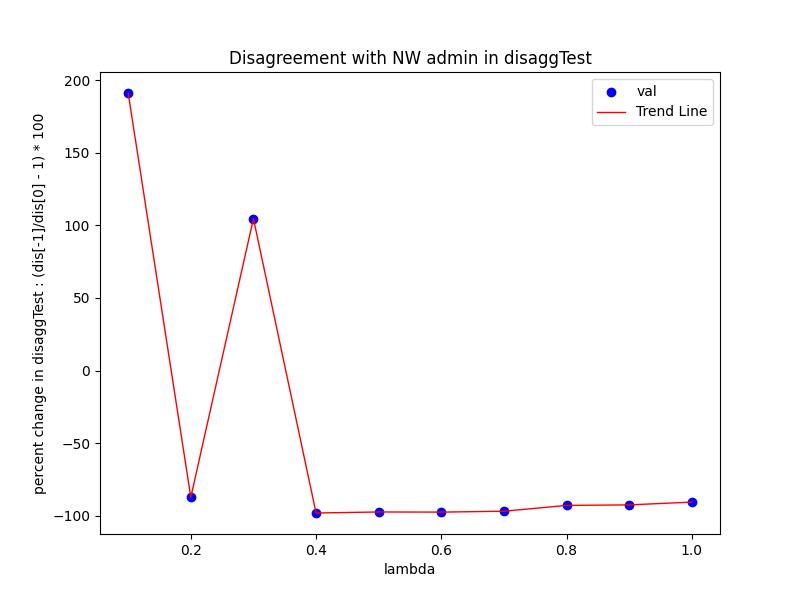 Disagreement with NW admin in disaggTest
val
Trend Line
percent change in disaggTest : (dis[-1]/dis[0] - 1) * 100
200
150
100
50
0
−50
−100
0.2 0.4 0.6 0.8 1.0
lambda